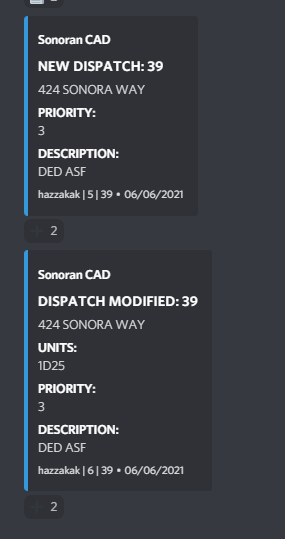 Sonoran CAD
NEW DISPATCH: 39
424 SONORA WAY
PRIORITY:
3
DESCRIPTION:
DED ASF
hazzakak | 5 | 39 • 06/06/2021
2
Sonoran CAD
DISPATCH MODIFIED: 39
424 SONORA WAY
UNITS:
1D25
PRIORITY:
3
DESCRIPTION:
DED ASF
hazzakak | 6 | 39 • 06/06/2021
2